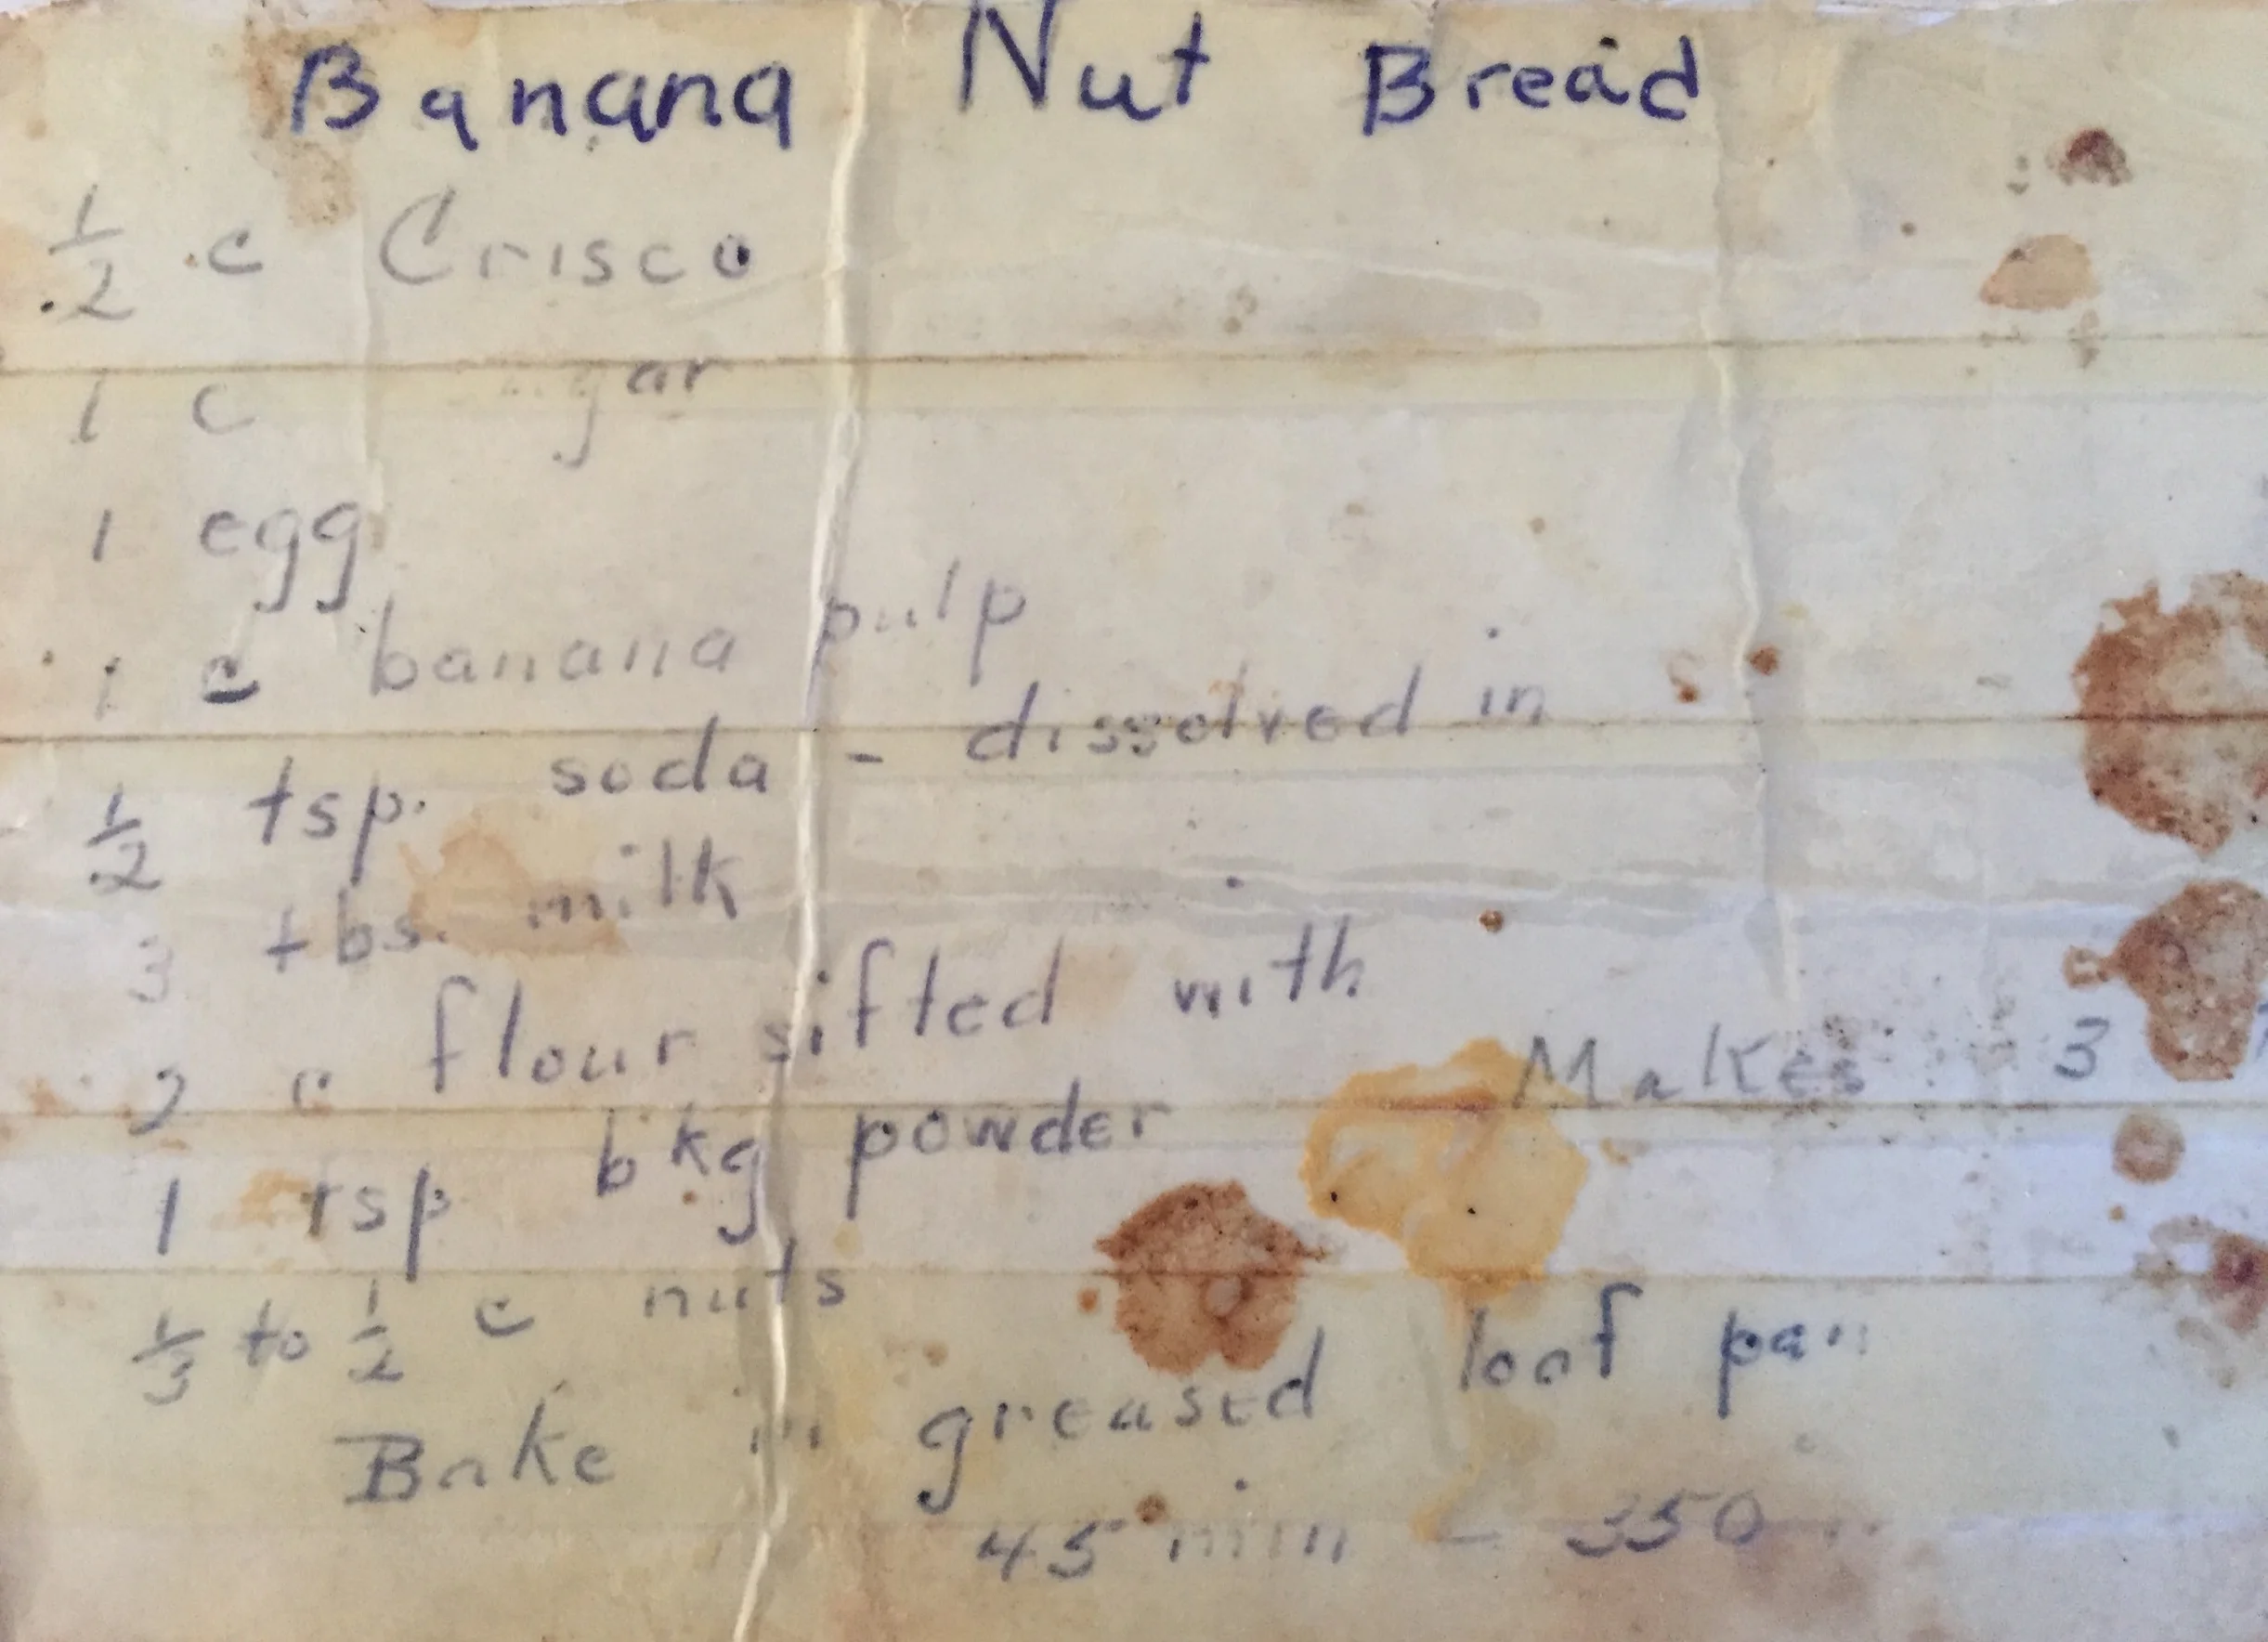 Banana Nut Bread
1/2 c Crisco
1 c sugar
1 egg
1 c banana pulp
1/2 tsp. soda - dissolved in
3 tbs. milk
2 c flour sifted with
1 tsp bkg powder
Makes 3
1/3 to 1/2 c nuts
Bake in greased loaf pan
45 min - 350